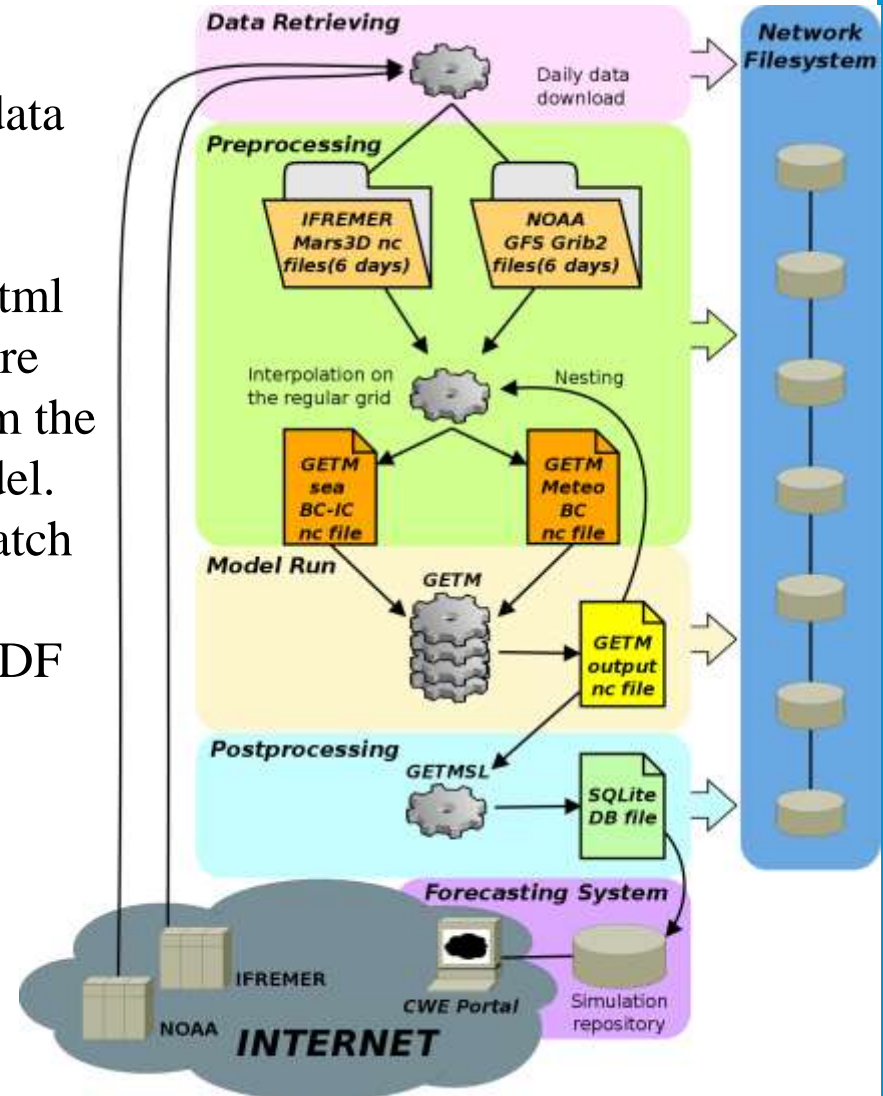 data
tml
re
m the
del.
atch
DF
Data Retrieving
Daily data
download
Network
Filesystem
Preprocessing
IFREMER
Mars3D nc
files(6 days)
NOAA
GFS Grib2
files(6 days)
Interpolation on
the regular grid
Nesting
GETM
sea
BC-IC
nc file
GETM
Meteo
BC
nc file
Model Run
GETM
GETM
output
nc file
Postprocessing
GETMSL
SQLite
DB file
Forecasting System
IFREMER
NOAA
CWE Portal
Simulation
repository
INTERNET